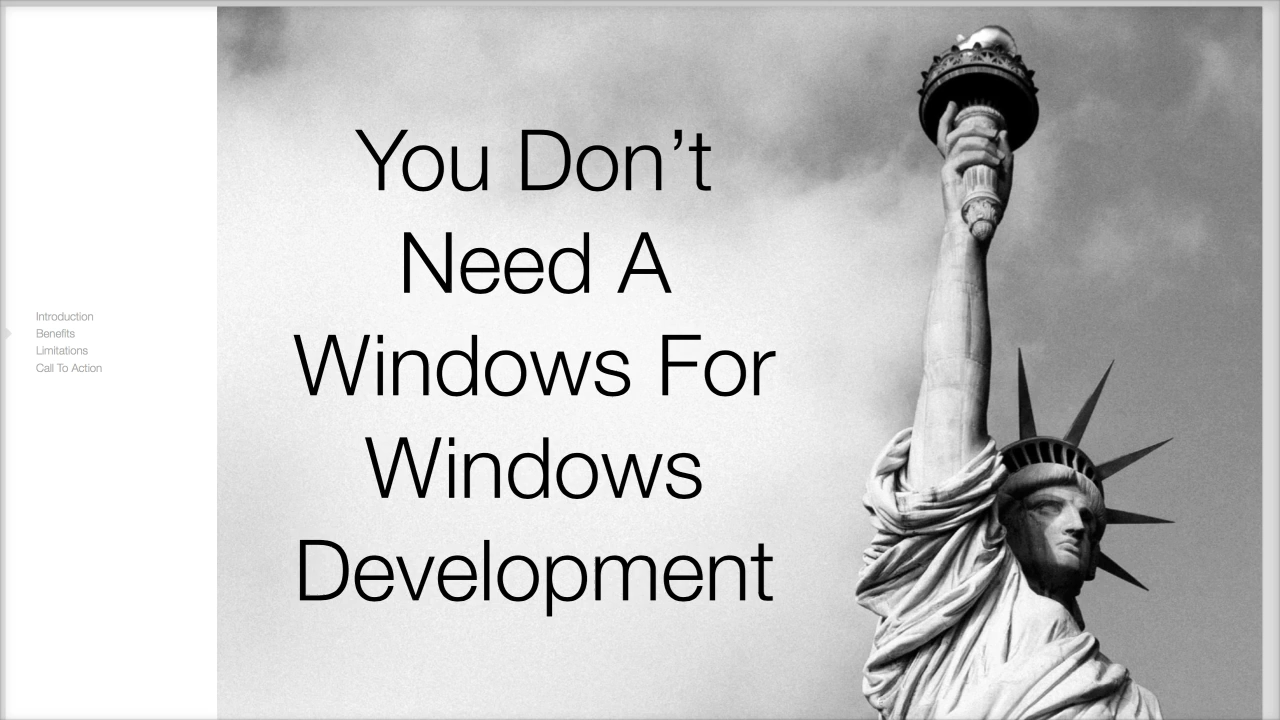 Introduction
Benefits
Limitations
Call To Action
You Don’t
Need A
Windows For
Windows
Development